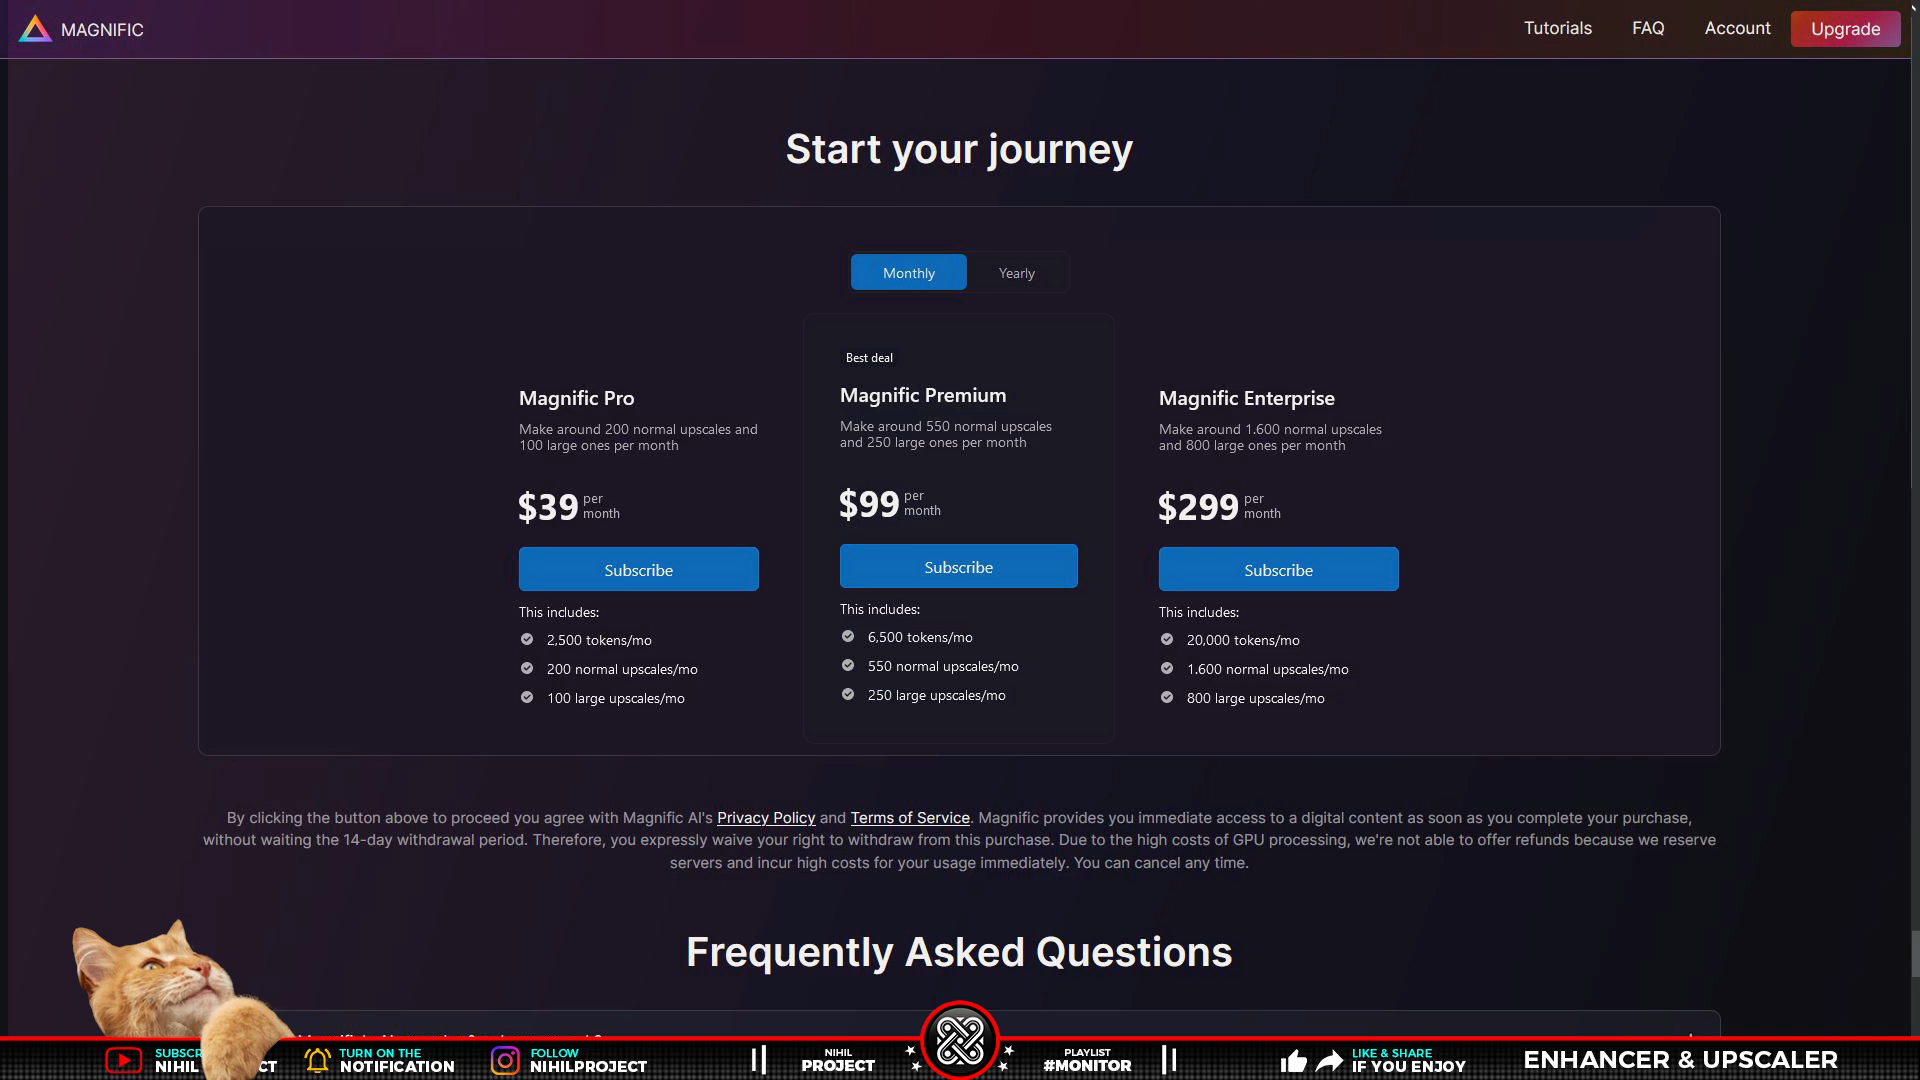 MAGNIFIC
Tutorials
FAQ
Account
Upgrade
Start your journey
Monthly
Yearly
Magnific Pro
Make around 200 normal upscales and
100 large ones per month
$39 per
month
Subscribe
This includes:
2,500 tokens/mo
200 normal upscales/mo
100 large upscales/mo
Best deal
Magnific Premium
Make around 550 normal upscales
and 250 large ones per month
$99 per
month
Subscribe
This includes:
6,500 tokens/mo
550 normal upscales/mo
250 large upscales/mo
Magnific Enterprise
Make around 1.600 normal upscales
and 800 large ones per month
$299 per
month
Subscribe
This includes:
20,000 tokens/mo
1.600 normal upscales/mo
800 large upscales/mo
By clicking the button above to proceed you agree with Magnific AI's Privacy Policy and Terms of Service. Magnific provides you immediate access to a digital content as soon as you complete your purchase,
without waiting the 14-day withdrawal period. Therefore, you expressly waive your right to withdraw from this purchase. Due to the high costs of GPU processing, we're not able to offer refunds because we reserve
servers and incur high costs for your usage immediately. You can cancel any time.
Frequently Asked Questions
NIHIL
TURN ON THE
NOTIFICATION
FOLLOW
NIHILPROJECT
NIHIL
PROJECT
PLAYLIST
#MONITOR
LIKE & SHARE
IF YOU ENJOY
ENHANCER & UPSCALER